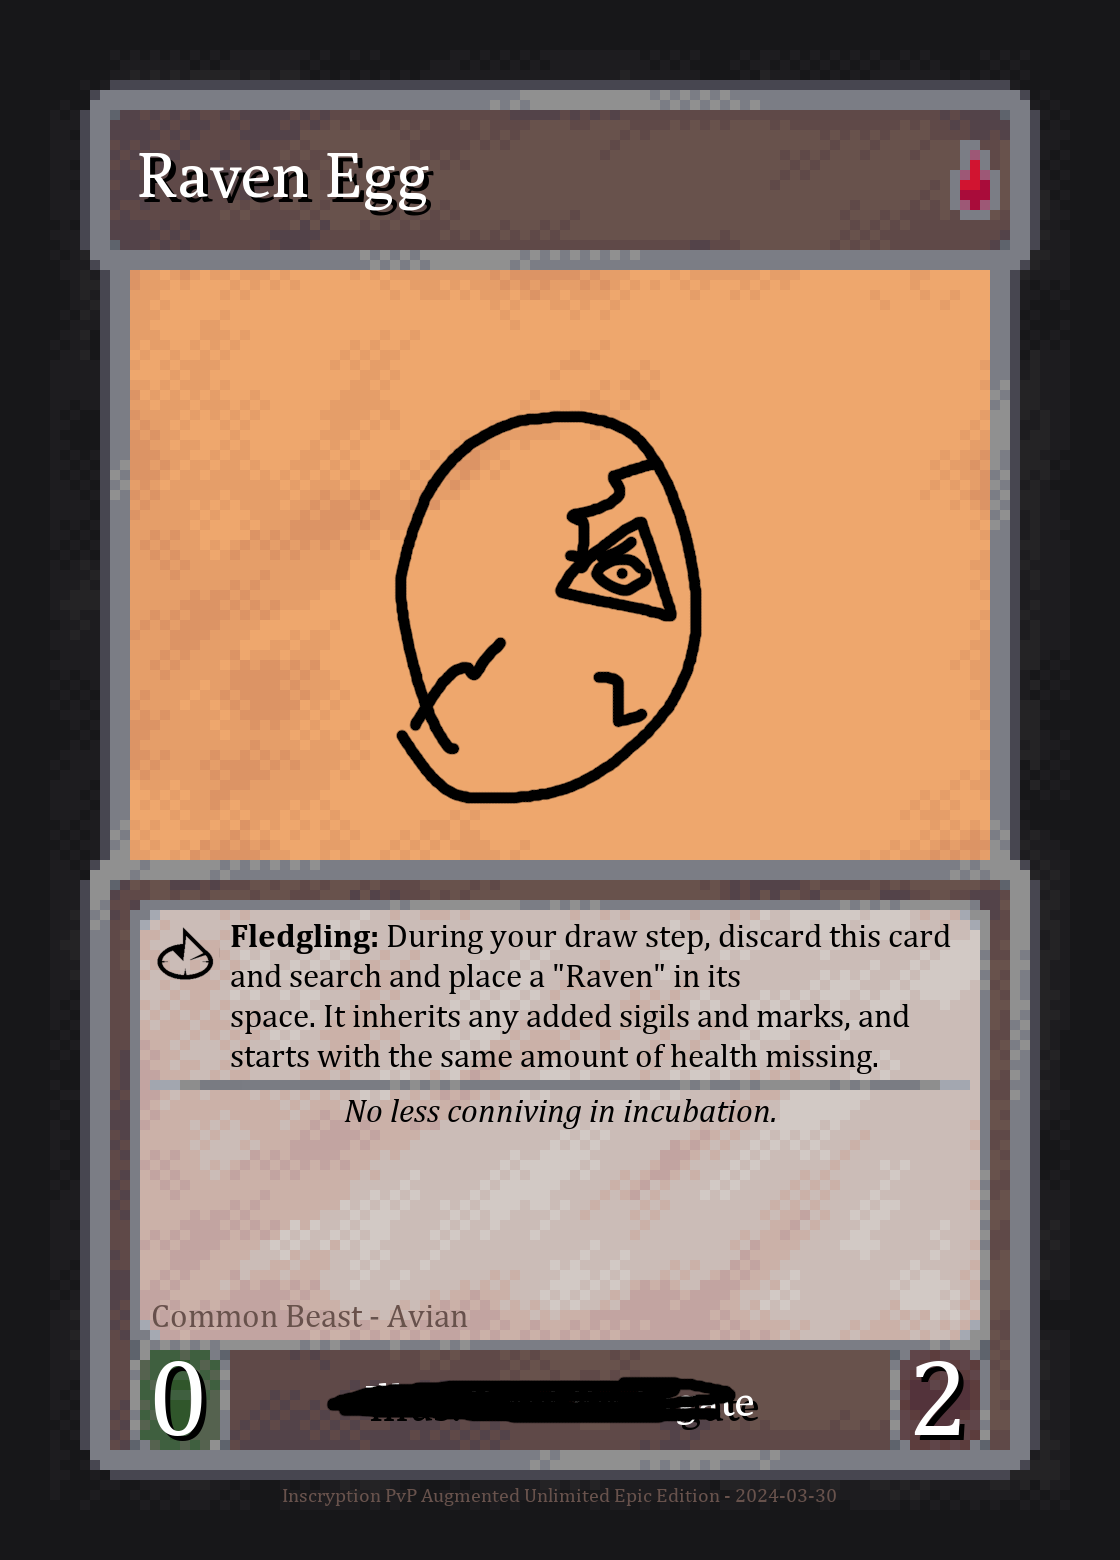 Raven Egg
Fledgling: During your draw step, discard this card
and search and place a "Raven" in its
space. It inherits any added sigils and marks, and
starts with the same amount of health missing.
No less conniving in incubation.
Common Beast - Avian
0
2
Inscryption PvP Augmented Unlimited Epic Edition - 2024-03-30